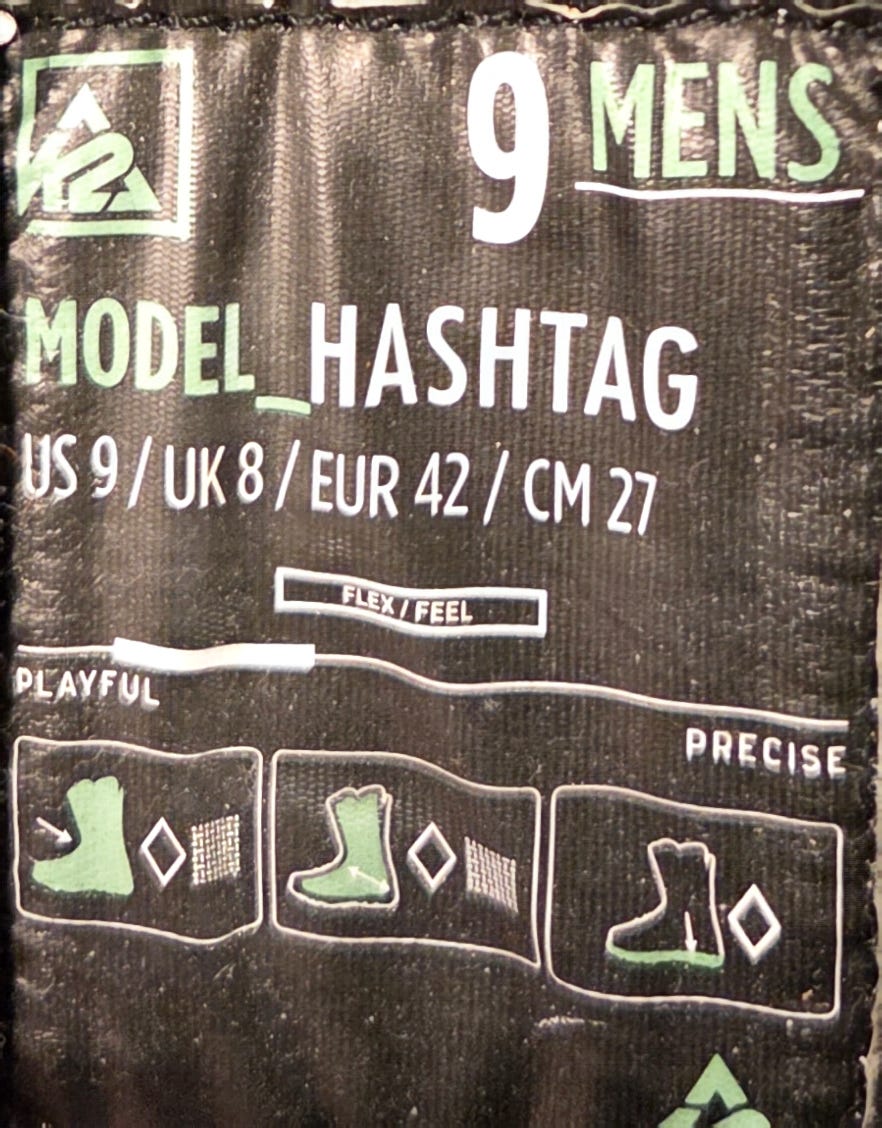 K2
9 MENS
MODEL_HASHTAG
US 9 / UK 8 / EUR 42 / CM 27
FLEX / FEEL
PLAYFUL
PRECISE